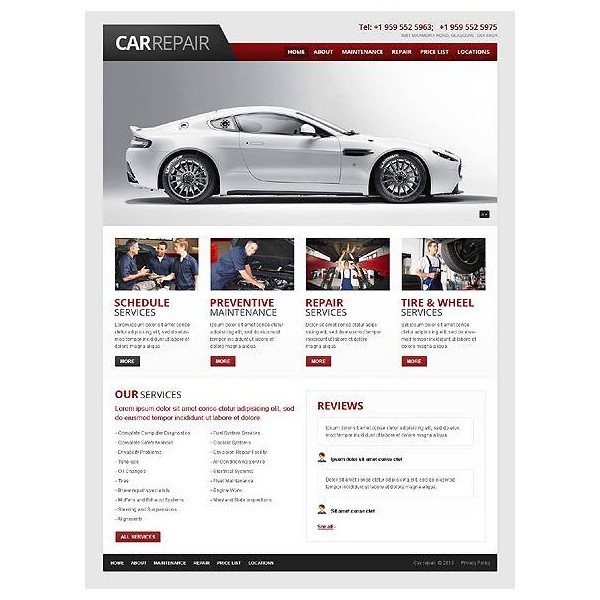 CARREPAIR
Tel: +1 959 552 5963; +1 959 552 5975
HOME ABOUT MAINTENANCE REPAIR PRICE LIST LOCATIONS
SCHEDULE
SERVICES
Lorem ipsum dolor sit amet conse
ctetur adipisicing elit, sed eiusmod
tempor incididunt ut labore et
dolore magna aliqua
MORE
PREVENTIVE
MAINTENANCE
Ipsum dolor sit amet conse ctetur
adipisicing elit, sed eiusmod
tempor incididunt ut labore et
dolore magna aliqua
MORE
REPAIR
SERVICES
Dolor sit amet conse ctetur adipi-
sicing elit, sed eiusmod tempor
incididunt ut labore et dolore
magna aliqua
MORE
TIRE & WHEEL
SERVICES
Sit amet conse ctetur adipisicing
elit, sed eiusmod tempor
incididunt ut labore et dolore
magna aliqua
MORE
OUR SERVICES
Lorem ipsum dolor sit amet conse ctetur adipisicing elit, sed
do eiusmod tempor incididunt ut labore et dolore.
- Complete Computer Diagnostics
- Complete Safety Analysis
- Drivability Problems
- Tune-ups
- Oil Changes
- Tires
- Brake repair specialists
- Mufflers and Exhaust Systems
- Steering and Suspensions
- Alignments
- Fuel System Services
- Coolant Systems
- Emission Repair Facility
- Air Conditioning Service
- Electrical Systems
- Fleet Maintenance
- Engine Work
- Maryland State Inspections
ALL SERVICES
REVIEWS
Ipsum dolor sit amet conse ctetur adipisicing elit, sed do eius
mod tempor incididunt ut labore et dolore magna aliqua.
Ipsum dolor sit amet conse ctet
Dolor sit amet conse ctetur adipisicing elit, sed do eiusmod
tempor incididunt ut labore et dolore magna aliqua.
Sit amet conse ctet
See all
HOME ABOUT MAINTENANCE REPAIR PRICE LIST LOCATIONS
Car repair © 2013 Privacy Policy